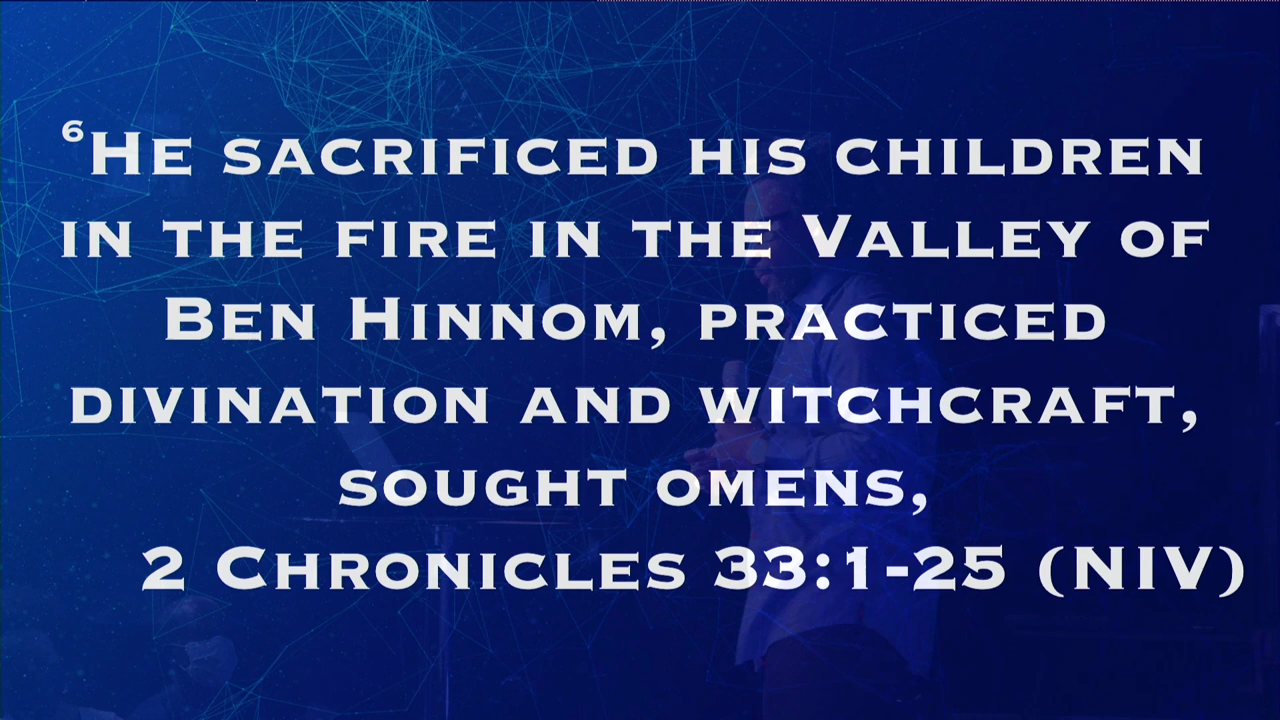 ⁶He sacrificed his children
in the fire in the Valley of
Ben Hinnom, practiced
divination and witchcraft,
sought omens,
2 Chronicles 33:1-25 (NIV)